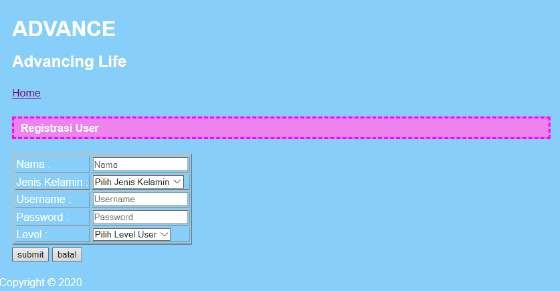 ADVANCE
Advancing Life
Home
Registrasi User
Nama : Nama
Jenis Kelamin : Pilih Jenis Kelamin
Username : Username
Password : Password
Level : Pilih Level User
submit batal
Copyright © 2020